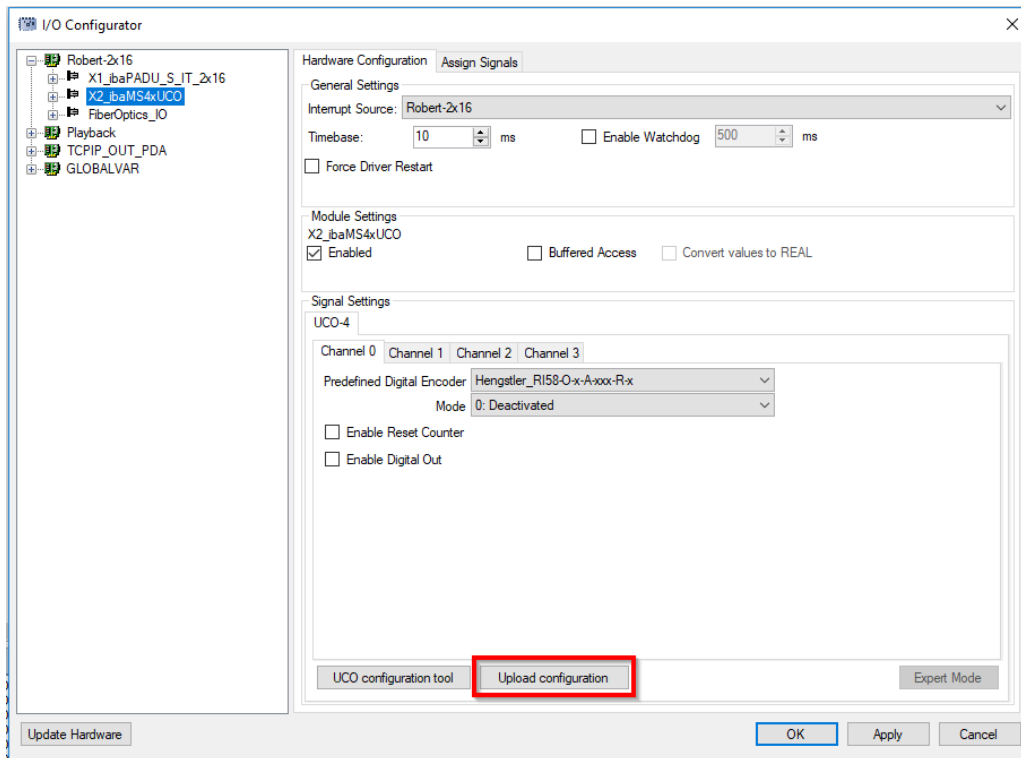 I/O Configurator
Robert-2x16
X1_ibaPADU_S_IT_2x16
X2_ibaMS4xUCO
FiberOptics_IO
Playback
TCPIP_OUT_PDA
GLOBALVAR
Hardware Configuration Assign Signals
General Settings
Interrupt Source: Robert-2x16
Timebase: 10 ms Enable Watchdog 500 ms
Force Driver Restart
Module Settings
X2_ibaMS4xUCO
Enabled Buffered Access Convert values to REAL
Signal Settings
UCO-4
Channel 0 Channel 1 Channel 2 Channel 3
Predefined Digital Encoder Hengstler_RI58-O-x-A-xxx-R-x
Mode 0: Deactivated
Enable Reset Counter
Enable Digital Out
UCO configuration tool Upload configuration Expert Mode
Update Hardware OK Apply Cancel